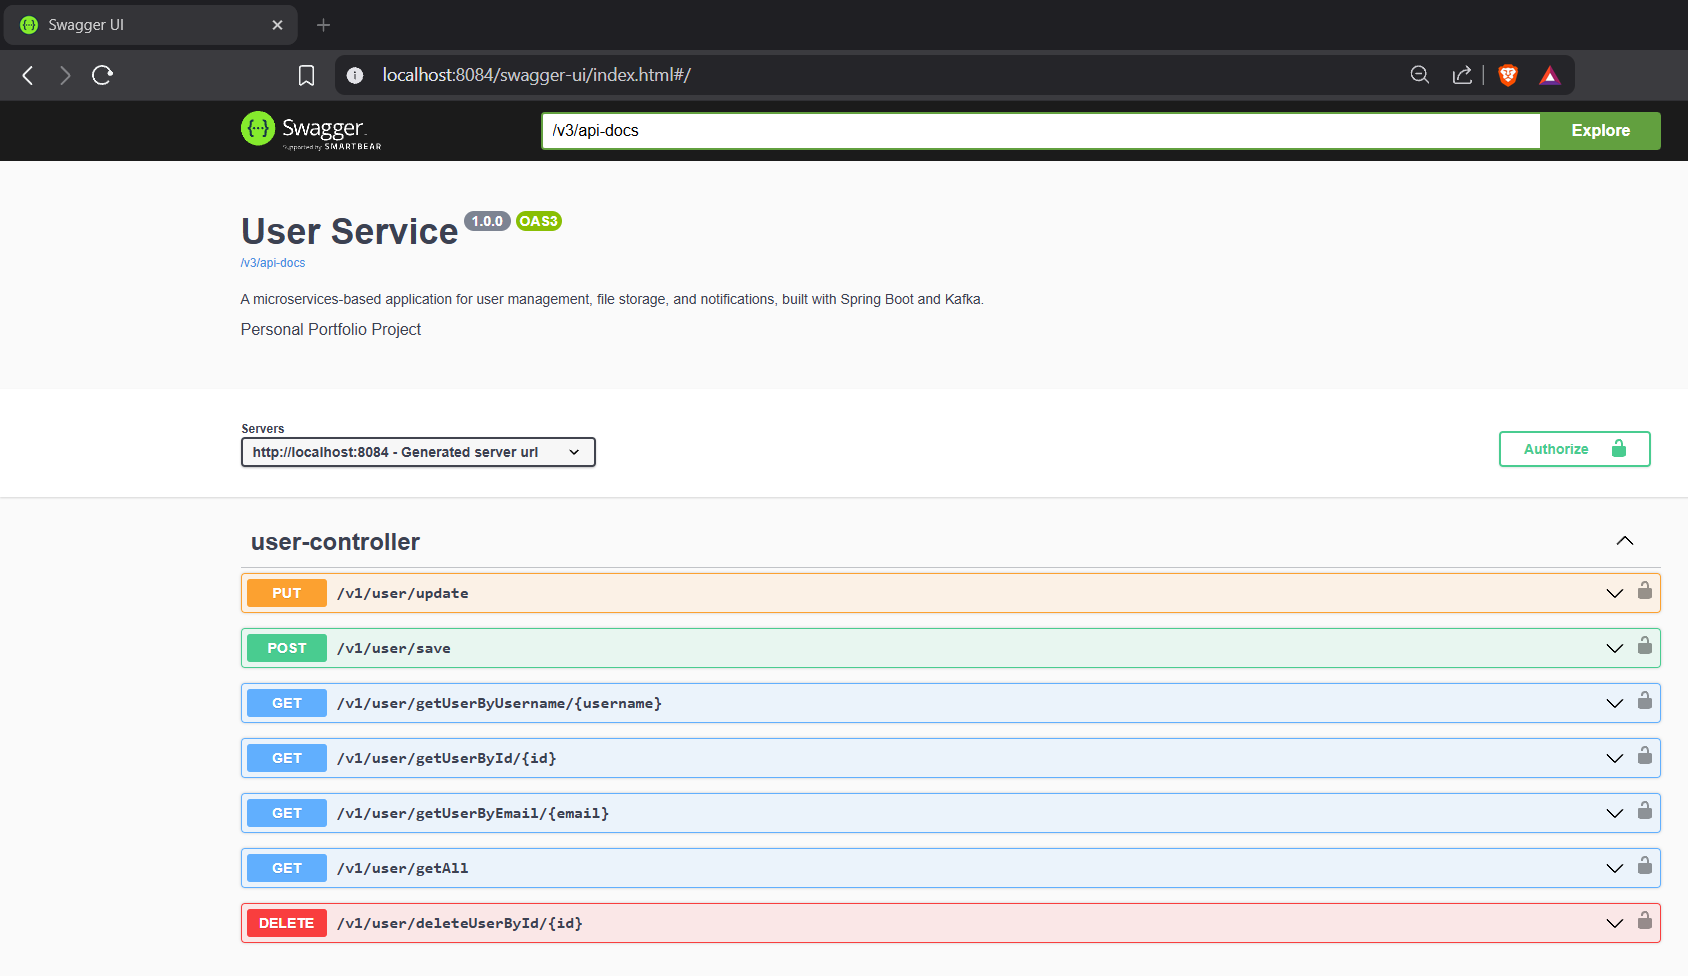 Swagger UI
localhost:8084/swagger-ui/index.html#/
Swagger.
Supported by SMARTBEAR
/v3/api-docs
Explore
User Service 1.0.0 OAS3
/v3/api-docs
A microservices-based application for user management, file storage, and notifications, built with Spring Boot and Kafka.
Personal Portfolio Project
Servers
http://localhost:8084 - Generated server url
Authorize
user-controller
PUT /v1/user/update
POST /v1/user/save
GET /v1/user/getUserByUsername/{username}
GET /v1/user/getUserById/{id}
GET /v1/user/getUserByEmail/{email}
GET /v1/user/getAll
DELETE /v1/user/deleteUserById/{id}